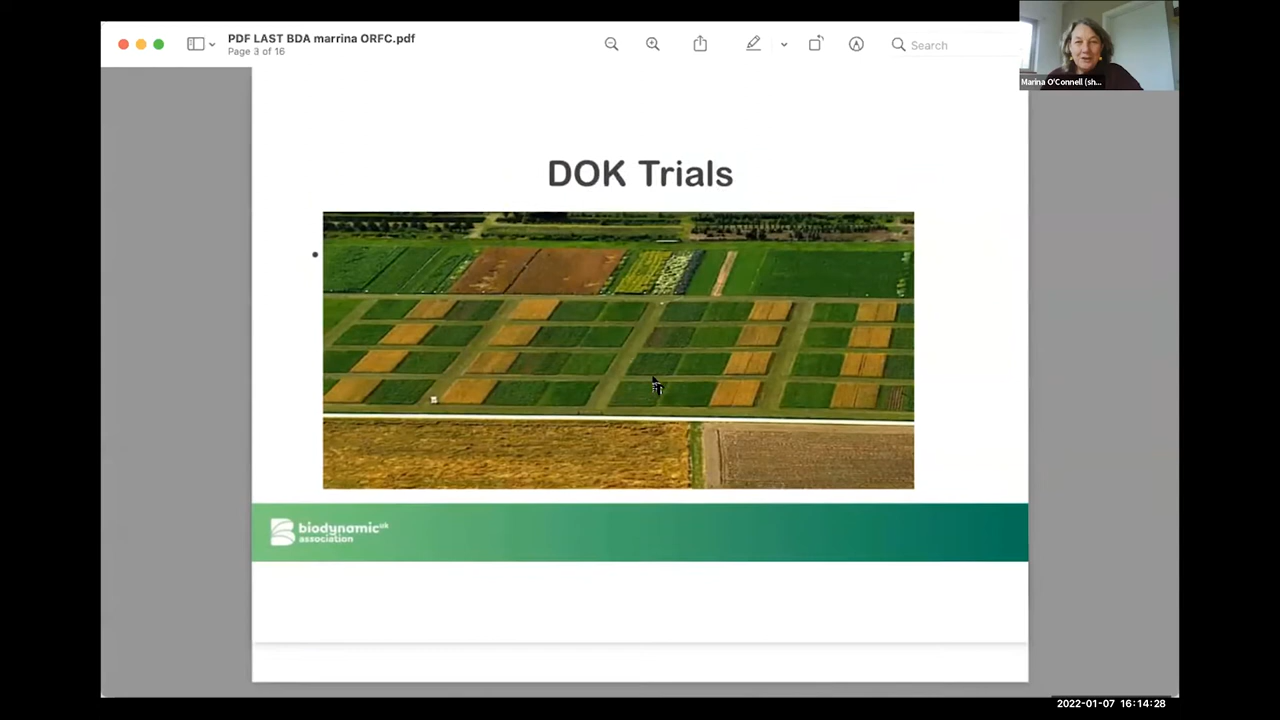 PDF LAST BDA marrina ORFC.pdf
Page 3 of 16
Search
Marina O'Connell (sh...
DOK Trials
biodynamic uk
association
2022-01-07 16:14:28